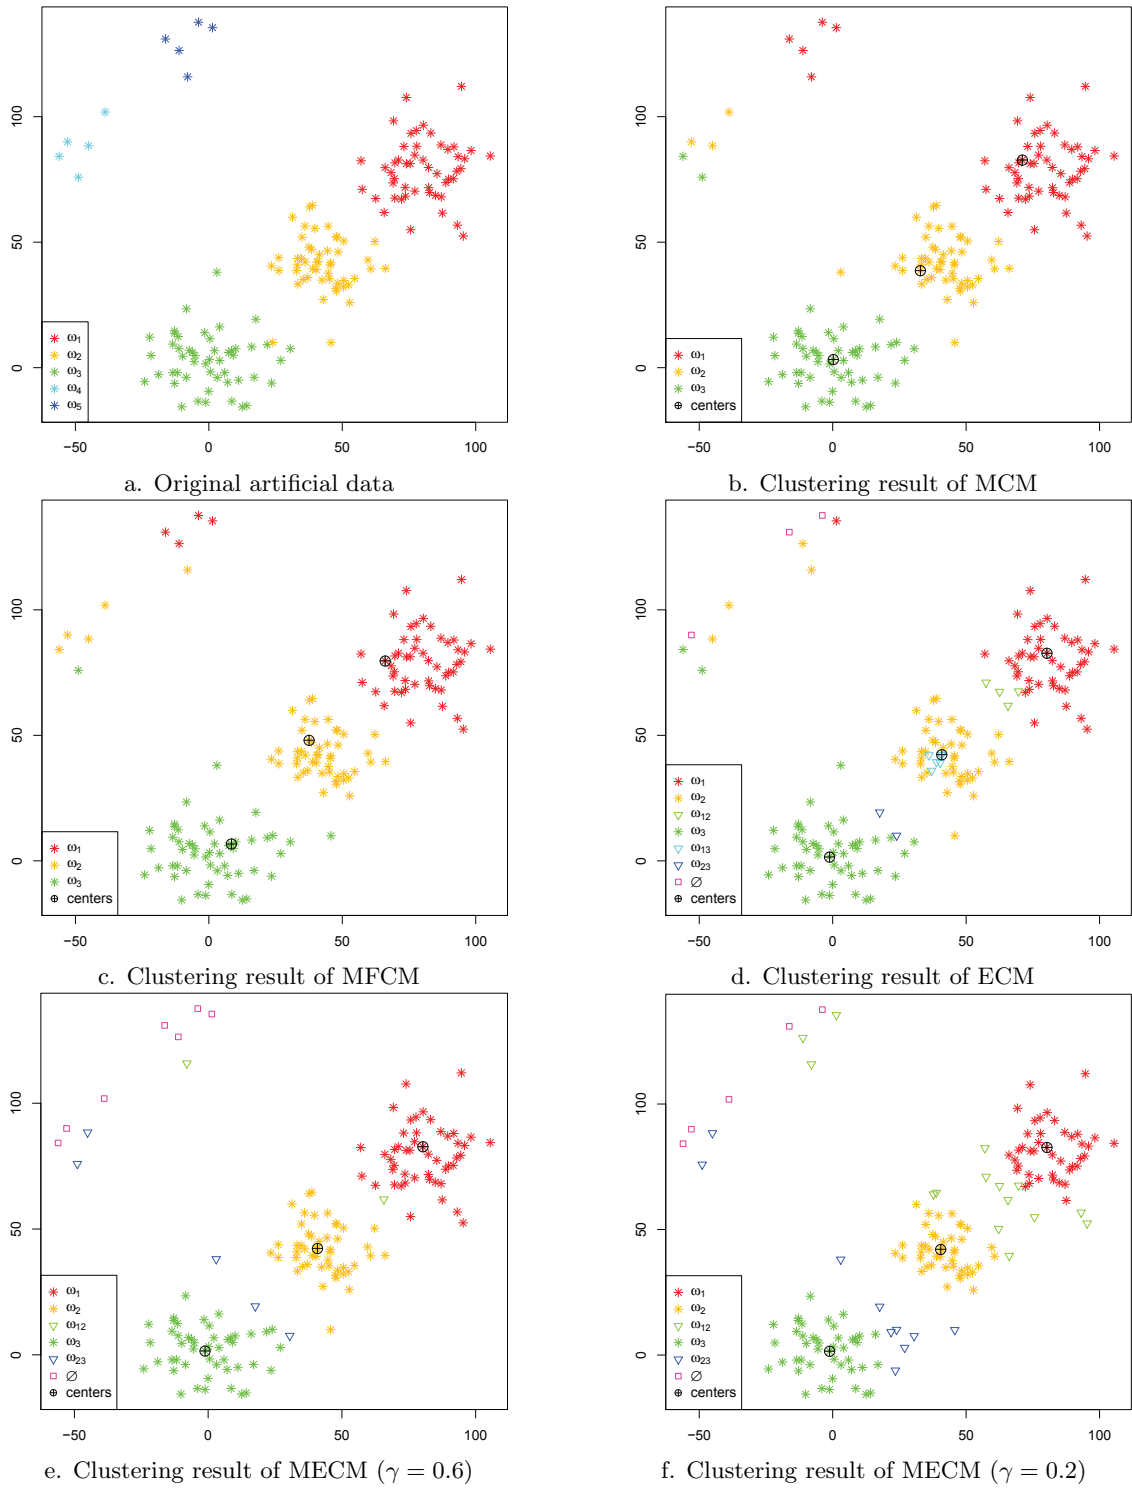 100
50
0
ω1
ω2
ω3
ω4
ω5
−50 0 50 100
a. Original artificial data
100
50
0
ω1
ω2
ω3
centers
−50 0 50 100
b. Clustering result of MCM
100
50
0
ω1
ω2
ω3
centers
−50 0 50 100
c. Clustering result of MFCM
100
50
0
ω1
ω2
ω12
ω3
ω13
ω23
∅
centers
−50 0 50 100
d. Clustering result of ECM
100
50
0
ω1
ω2
ω12
ω3
ω23
∅
centers
−50 0 50 100
e. Clustering result of MECM (γ = 0.6)
100
50
0
ω1
ω2
ω12
ω3
ω23
∅
centers
−50 0 50 100
f. Clustering result of MECM (γ = 0.2)